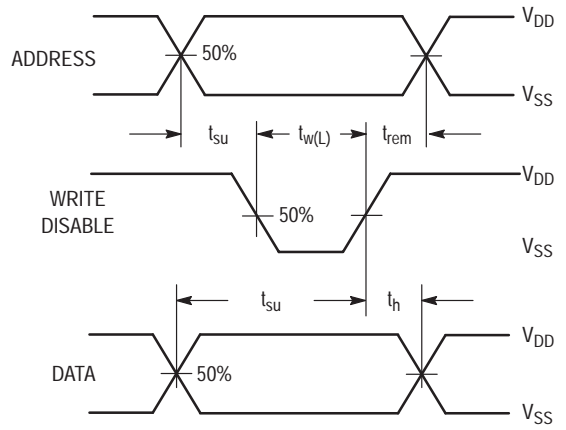 V_DD
ADDRESS
50%
V_SS
t_su
t_w(L)
t_rem
V_DD
WRITE
DISABLE
50%
V_SS
t_su
t_h
V_DD
DATA
50%
V_SS